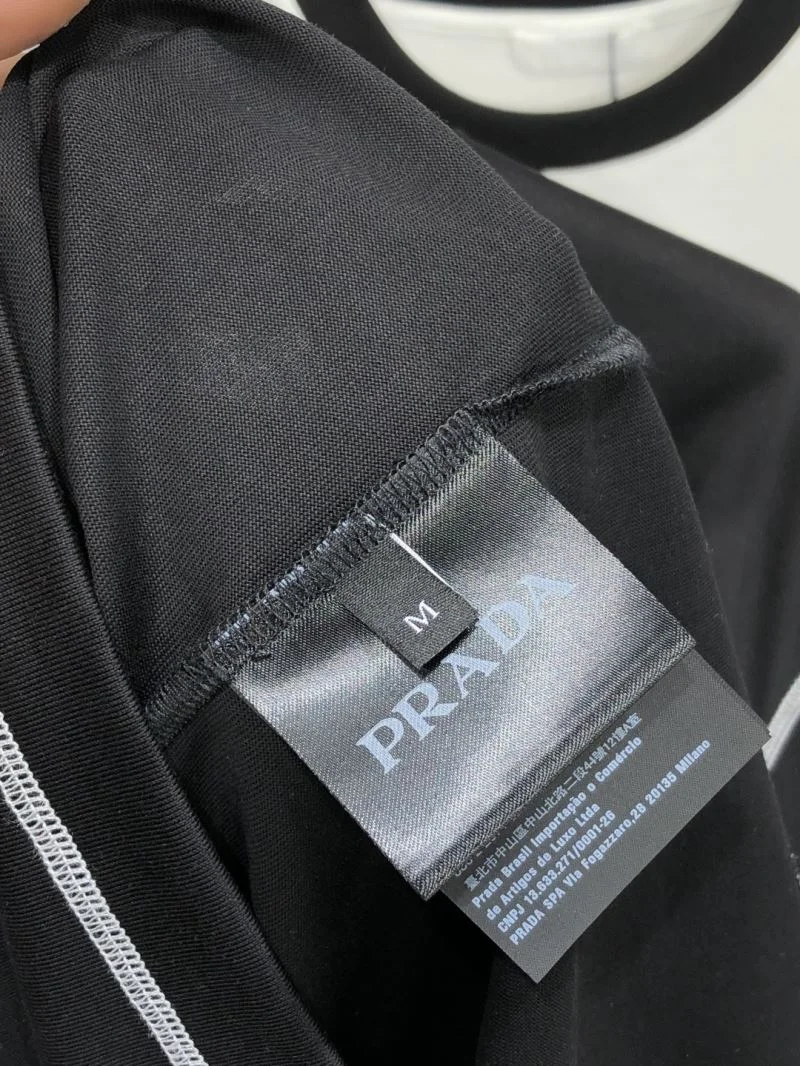 M
PRADA
臺北市中山區中山北路二段44號12樓A室
Prada Brasil Importação o Comércio
de Artigos de Luxo Ltda
CNPJ 13.633.271/0001-26
PRADA SPA Via Fogazzaro,28 20135 Milano